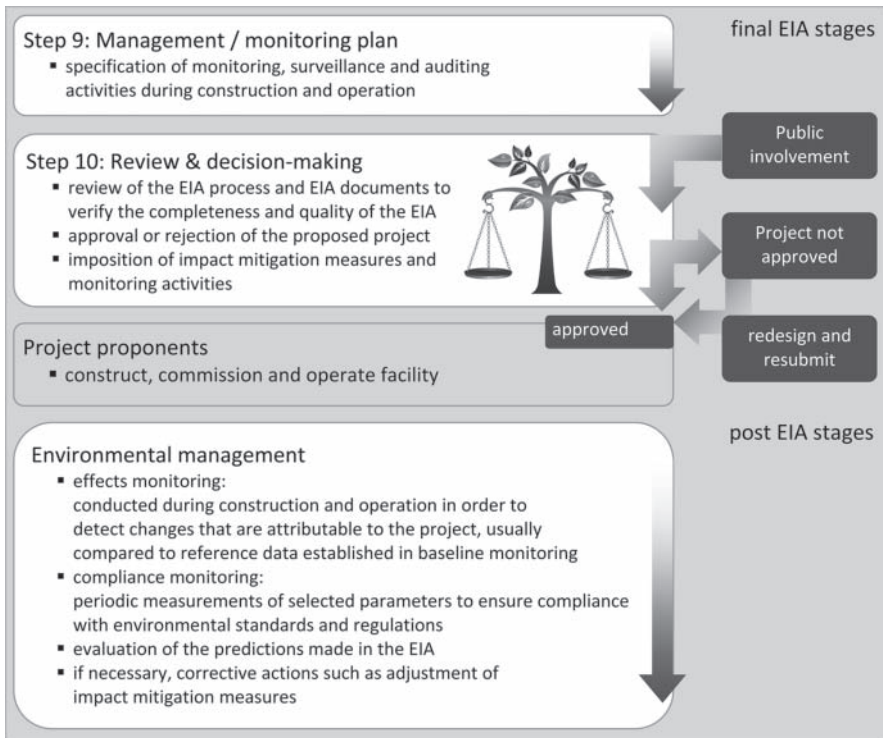 final EIA stages
Step 9: Management / monitoring plan
▪ specification of monitoring, surveillance and auditing
activities during construction and operation
Public
involvement
Step 10: Review & decision-making
▪ review of the EIA process and EIA documents to
verify the completeness and quality of the EIA
▪ approval or rejection of the proposed project
▪ imposition of impact mitigation measures and
monitoring activities
Project not
approved
approved
redesign and
resubmit
Project proponents
▪ construct, commission and operate facility
post EIA stages
Environmental management
▪ effects monitoring:
conducted during construction and operation in order to
detect changes that are attributable to the project, usually
compared to reference data established in baseline monitoring
▪ compliance monitoring:
periodic measurements of selected parameters to ensure compliance
with environmental standards and regulations
▪ evaluation of the predictions made in the EIA
▪ if necessary, corrective actions such as adjustment of
impact mitigation measures